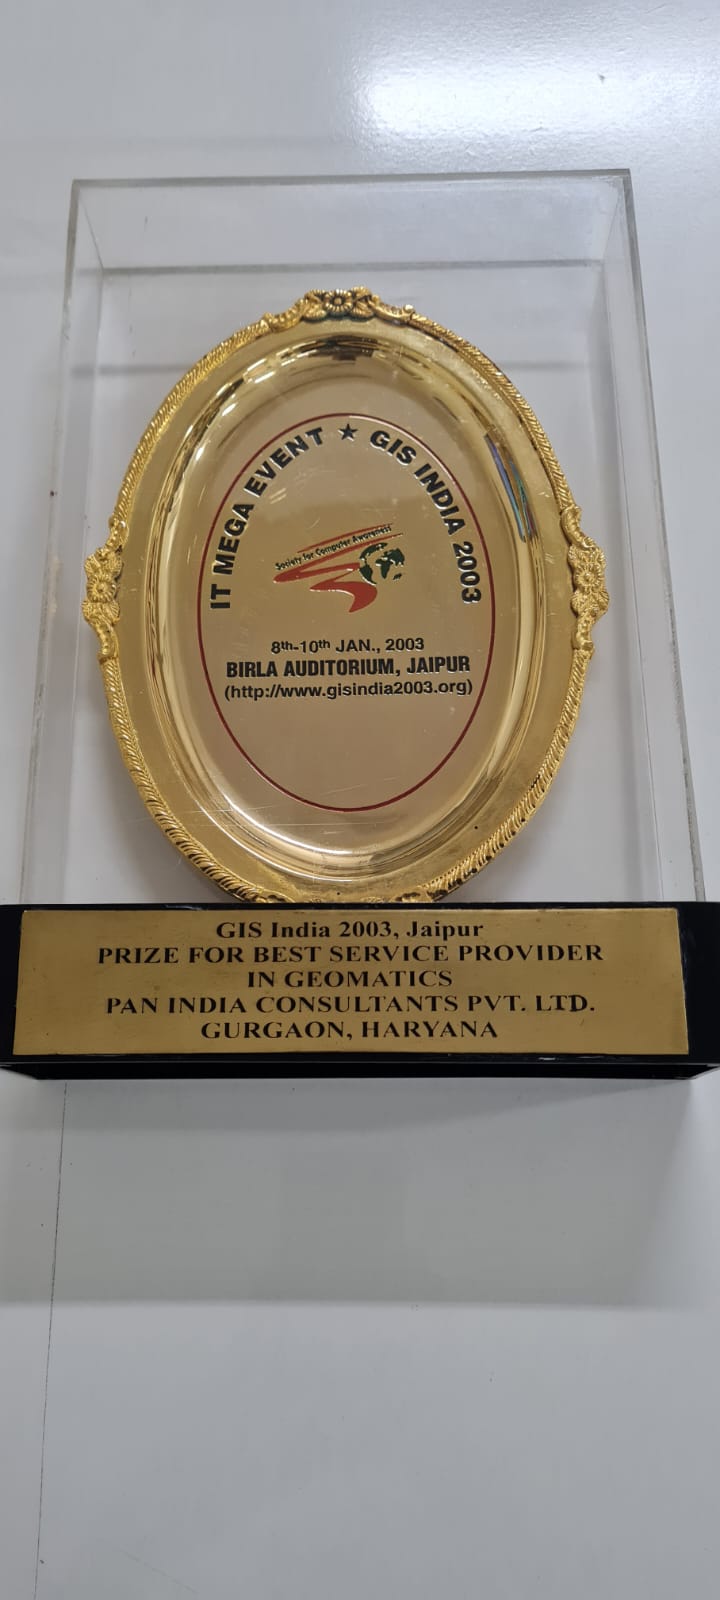 IT MEGA EVENT ★ GIS INDIA 2003
Society for Computer Awareness
8th-10th JAN., 2003
BIRLA AUDITORIUM, JAIPUR
(http://www.gisindia2003.org)
GIS India 2003, Jaipur
PRIZE FOR BEST SERVICE PROVIDER
IN GEOMATICS
PAN INDIA CONSULTANTS PVT. LTD.
GURGAON, HARYANA